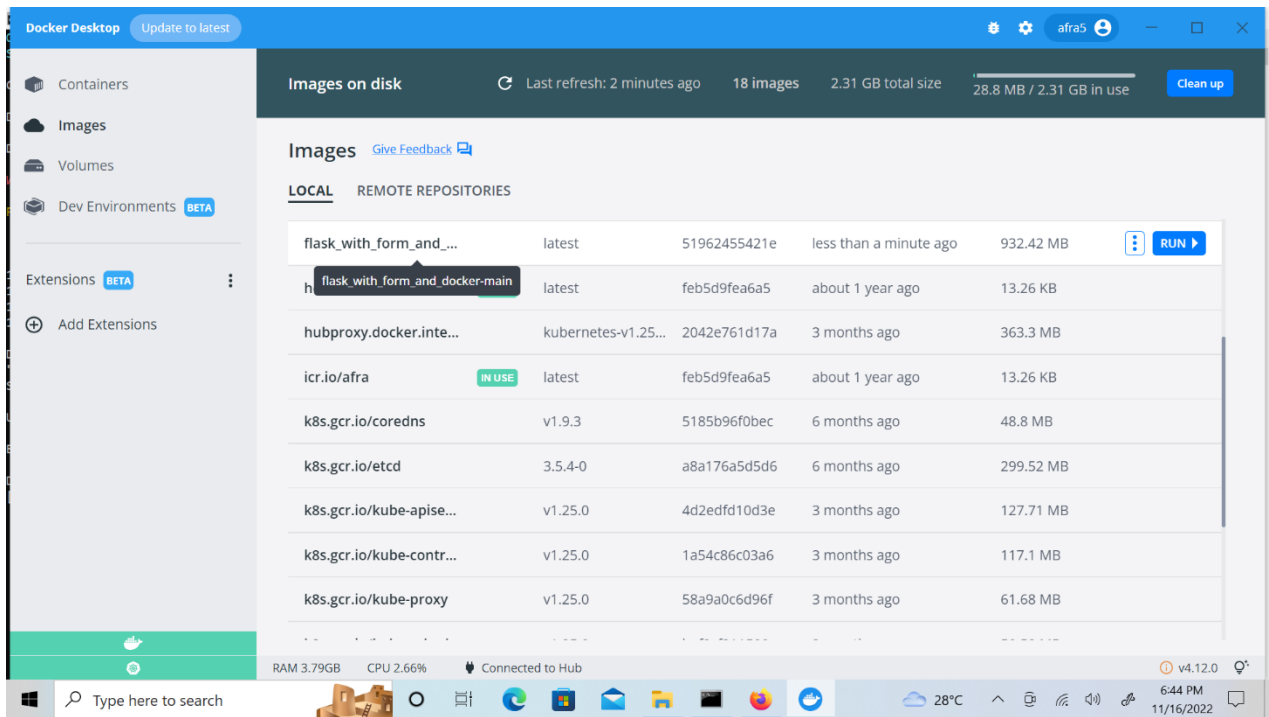 Docker Desktop Update to latest afra5
Containers
Images
Volumes
Dev Environments BETA
Extensions BETA
Add Extensions
Images on disk Last refresh: 2 minutes ago 18 images 2.31 GB total size 28.8 MB / 2.31 GB in use Clean up
Images Give Feedback
LOCAL REMOTE REPOSITORIES
flask_with_form_and_... latest 51962455421e less than a minute ago 932.42 MB RUN
flask_with_form_and_docker-main
latest feb5d9fea6a5 about 1 year ago 13.26 KB
hubproxy.docker.inte... kubernetes-v1.25... 2042e761d17a 3 months ago 363.3 MB
icr.io/afra IN USE latest feb5d9fea6a5 about 1 year ago 13.26 KB
k8s.gcr.io/coredns v1.9.3 5185b96f0bec 6 months ago 48.8 MB
k8s.gcr.io/etcd 3.5.4-0 a8a176a5d5d6 6 months ago 299.52 MB
k8s.gcr.io/kube-apise... v1.25.0 4d2edfd10d3e 3 months ago 127.71 MB
k8s.gcr.io/kube-contr... v1.25.0 1a54c86c03a6 3 months ago 117.1 MB
k8s.gcr.io/kube-proxy v1.25.0 58a9a0c6d96f 3 months ago 61.68 MB
RAM 3.79GB CPU 2.66% Connected to Hub v4.12.0
Type here to search 28°C 6:44 PM
11/16/2022